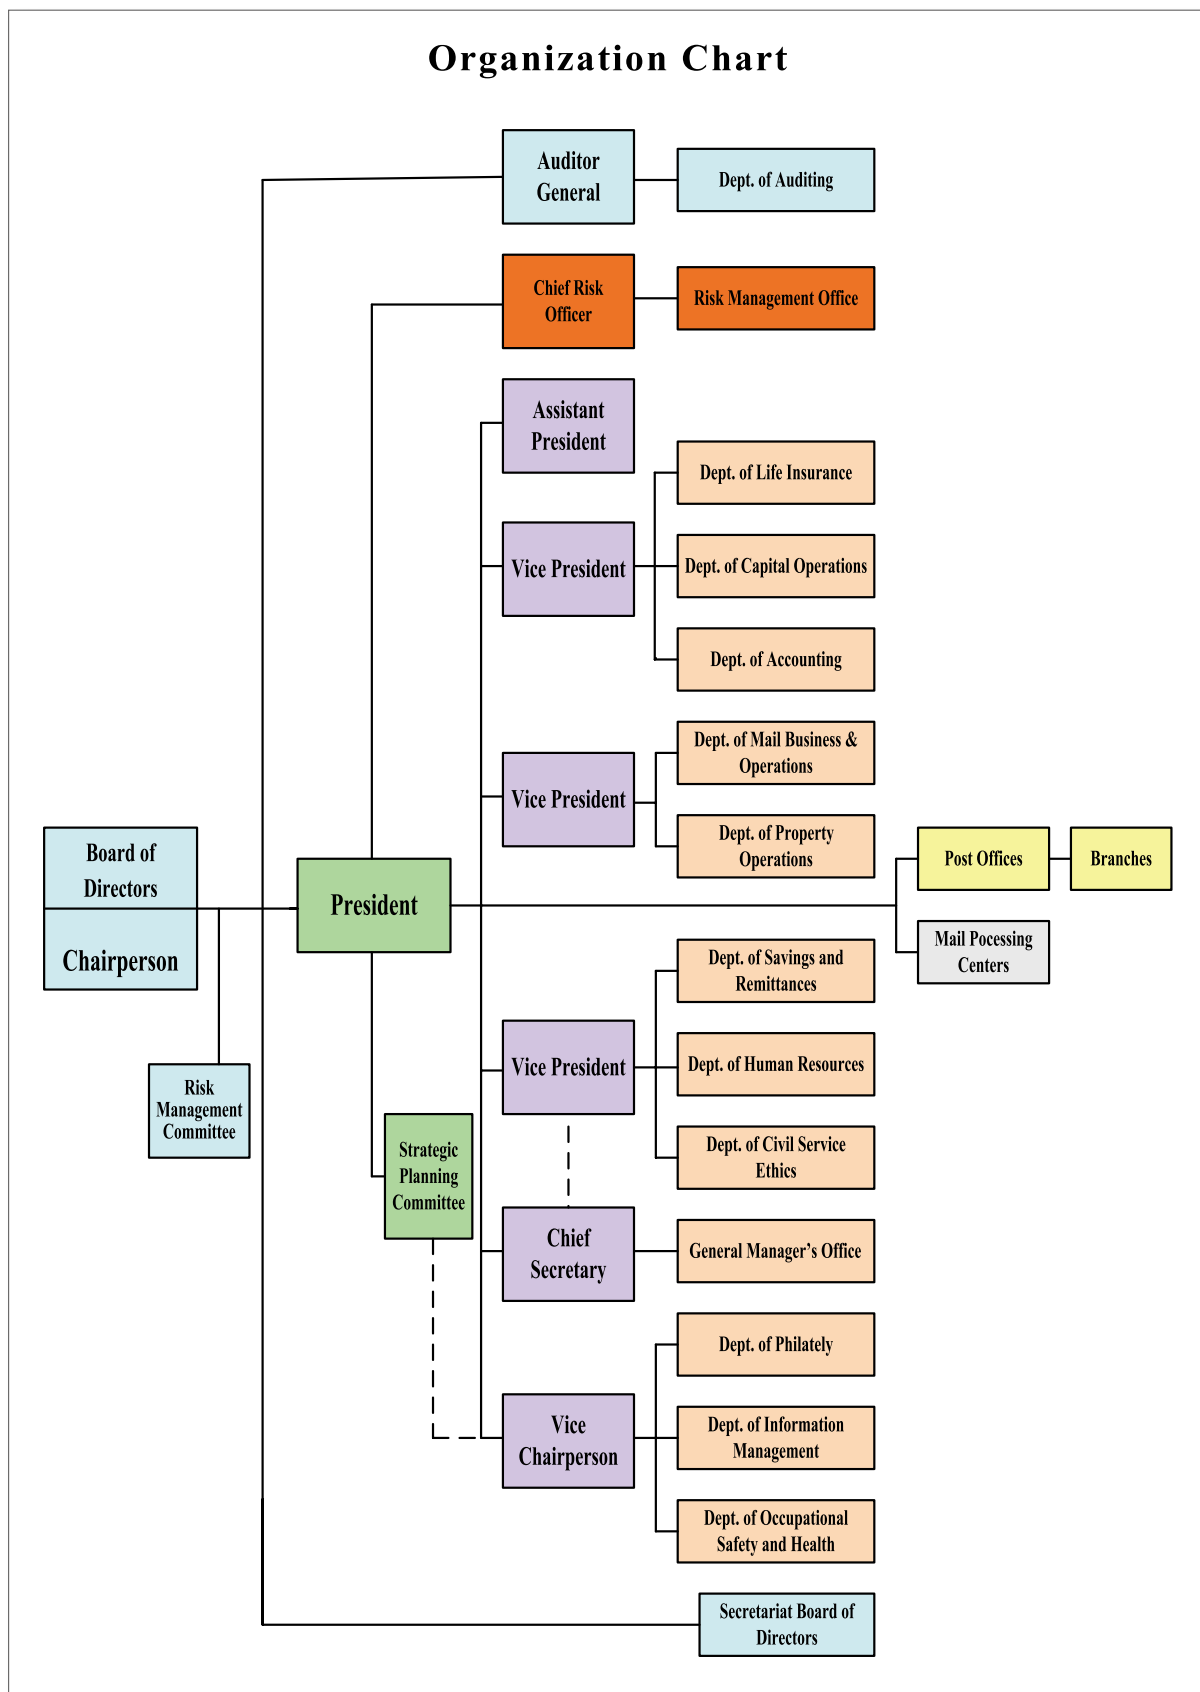 Organization Chart
Auditor
General
Dept. of Auditing
Chief Risk
Officer
Risk Management Office
Assistant
President
Dept. of Life Insurance
Vice President
Dept. of Capital Operations
Dept. of Accounting
Dept. of Mail Business &
Operations
Vice President
Dept. of Property
Operations
Board of
Directors
Chairperson
President
Post Offices
Branches
Mail Pocessing
Centers
Dept. of Savings and
Remittances
Vice President
Dept. of Human Resources
Risk
Management
Committee
Strategic
Planning
Committee
Dept. of Civil Service
Ethics
Chief
Secretary
General Manager’s Office
Dept. of Philately
Vice
Chairperson
Dept. of Information
Management
Dept. of Occupational
Safety and Health
Secretariat Board of
Directors